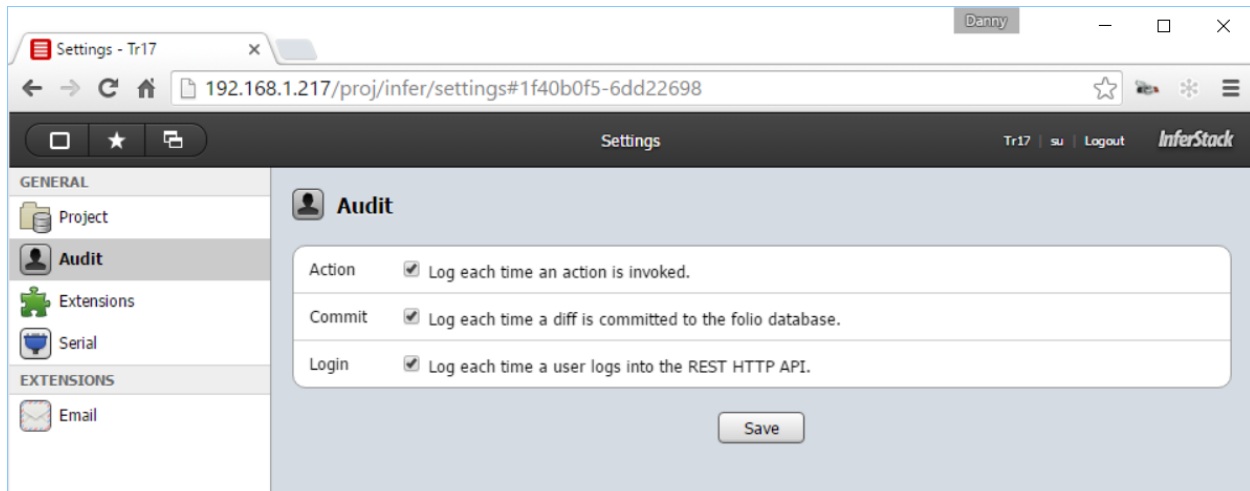 Danny
Settings - Tr17
192.168.1.217/proj/infer/settings#1f40b0f5-6dd22698
Settings
Tr17 | su | Logout
InferStack
GENERAL
Project
Audit
Extensions
Serial
EXTENSIONS
Email
Audit
Action Log each time an action is invoked.
Commit Log each time a diff is committed to the folio database.
Login Log each time a user logs into the REST HTTP API.
Save